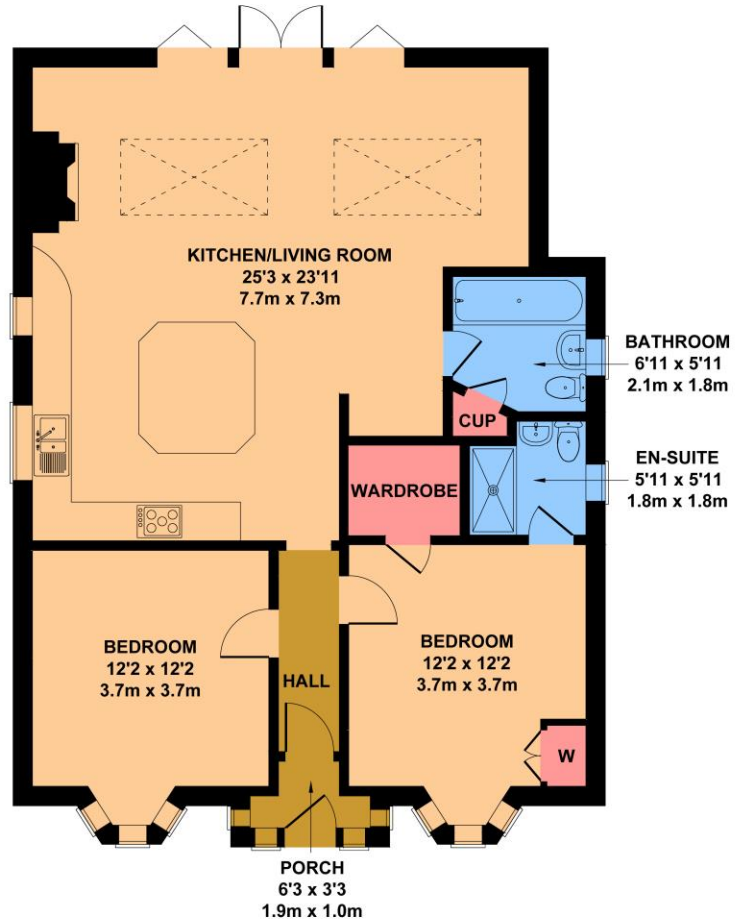 KITCHEN/LIVING ROOM
25'3 x 23'11
7.7m x 7.3m
BATHROOM
6'11 x 5'11
2.1m x 1.8m
CUP
EN-SUITE
5'11 x 5'11
1.8m x 1.8m
WARDROBE
BEDROOM
12'2 x 12'2
3.7m x 3.7m
HALL
BEDROOM
12'2 x 12'2
3.7m x 3.7m
W
PORCH
6'3 x 3'3
1.9m x 1.0m